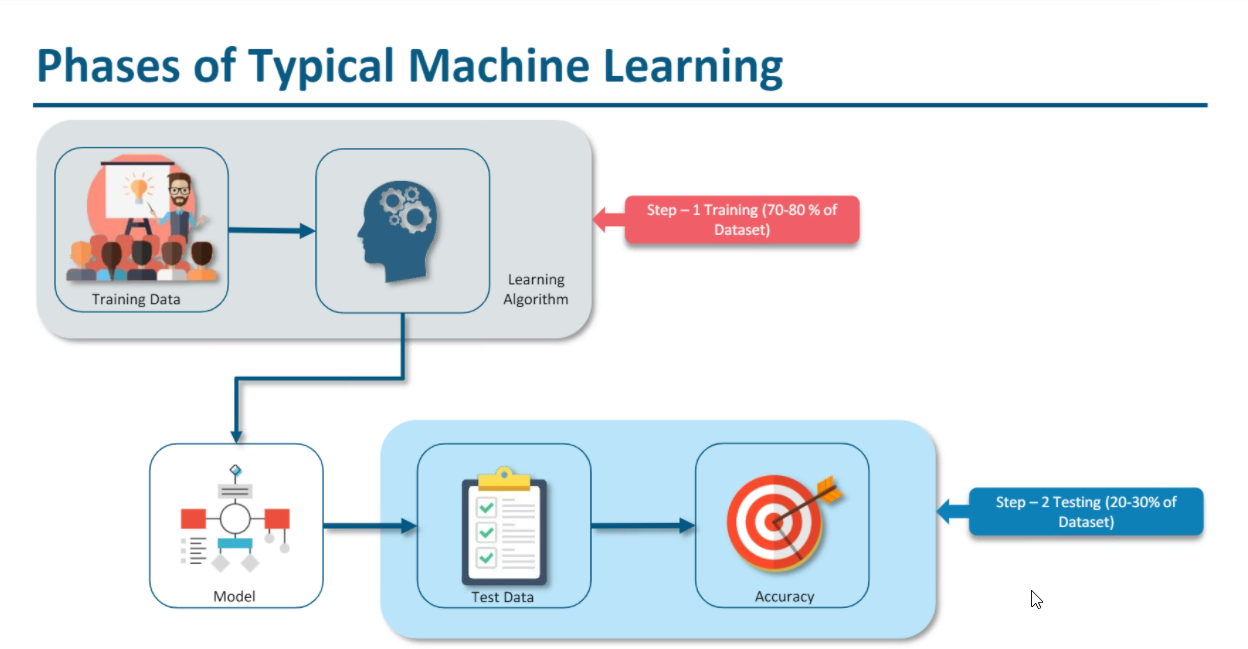 Phases of Typical Machine Learning
Training Data
Learning
Algorithm
Step – 1 Training (70-80 % of
Dataset)
Model
Test Data
Accuracy
Step – 2 Testing (20-30% of
Dataset)